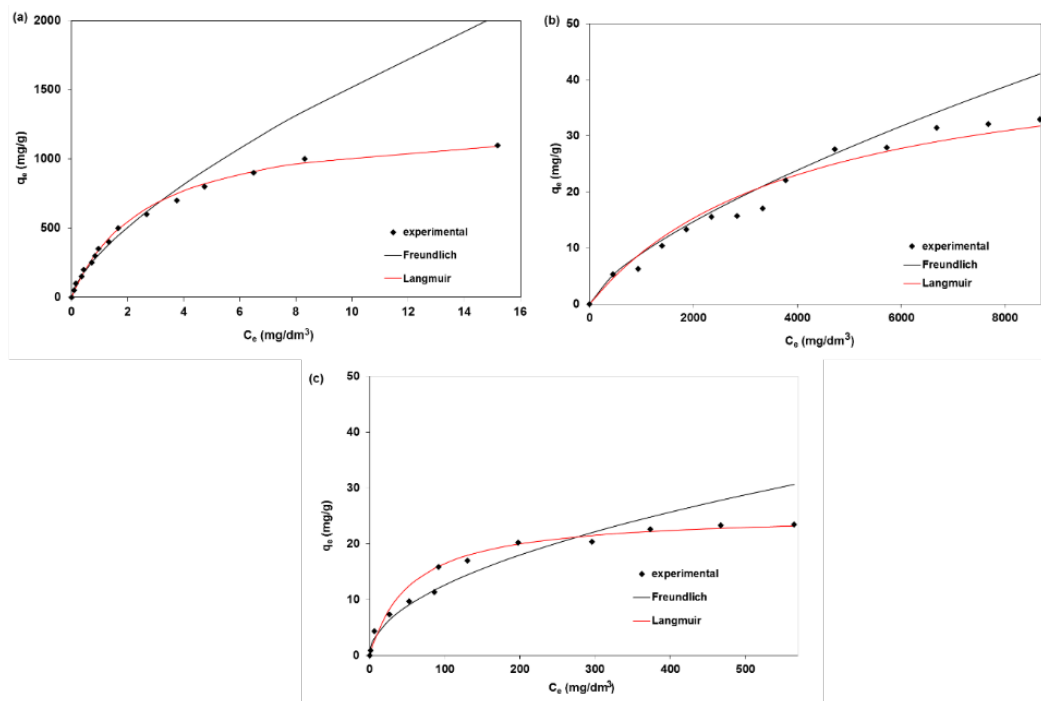 (a)
2000
1500
1000
500
0
qₑ (mg/g)
experimental
Freundlich
Langmuir
0 2 4 6 8 10 12 14 16
Cₑ (mg/dm³)
(b)
50
40
30
20
10
0
qₑ (mg/g)
experimental
Freundlich
Langmuir
0 2000 4000 6000 8000
Cₑ (mg/dm³)
(c)
50
40
30
20
10
0
qₑ (mg/g)
experimental
Freundlich
Langmuir
0 100 200 300 400 500
Cₑ (mg/dm³)